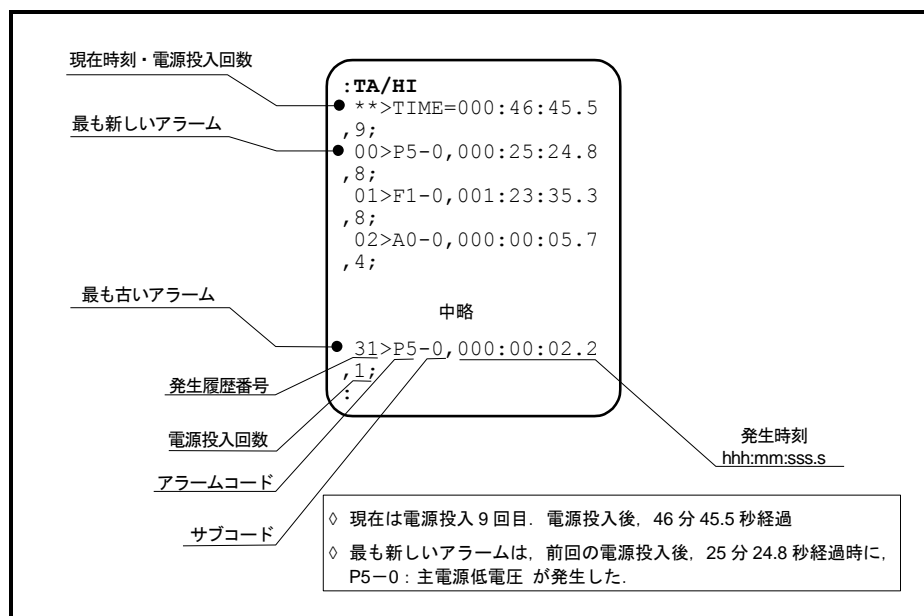 現在時刻・電源投入回数
:TA/HI
**>TIME=000:46:45.5
,9;
最も新しいアラーム
00>P5-0,000:25:24.8
,8;
01>F1-0,001:23:35.3
,8;
02>A0-0,000:00:05.7
,4;
中略
最も古いアラーム
31>P5-0,000:00:02.2
,1;
:
発生履歴番号
電源投入回数
アラームコード
サブコード
発生時刻
hhh:mm:sss.s
◊ 現在は電源投入 9 回目．電源投入後，46 分 45.5 秒経過
◊ 最も新しいアラームは，前回の電源投入後，25 分 24.8 秒経過時に，
P5－0：主電源低電圧 が発生した．